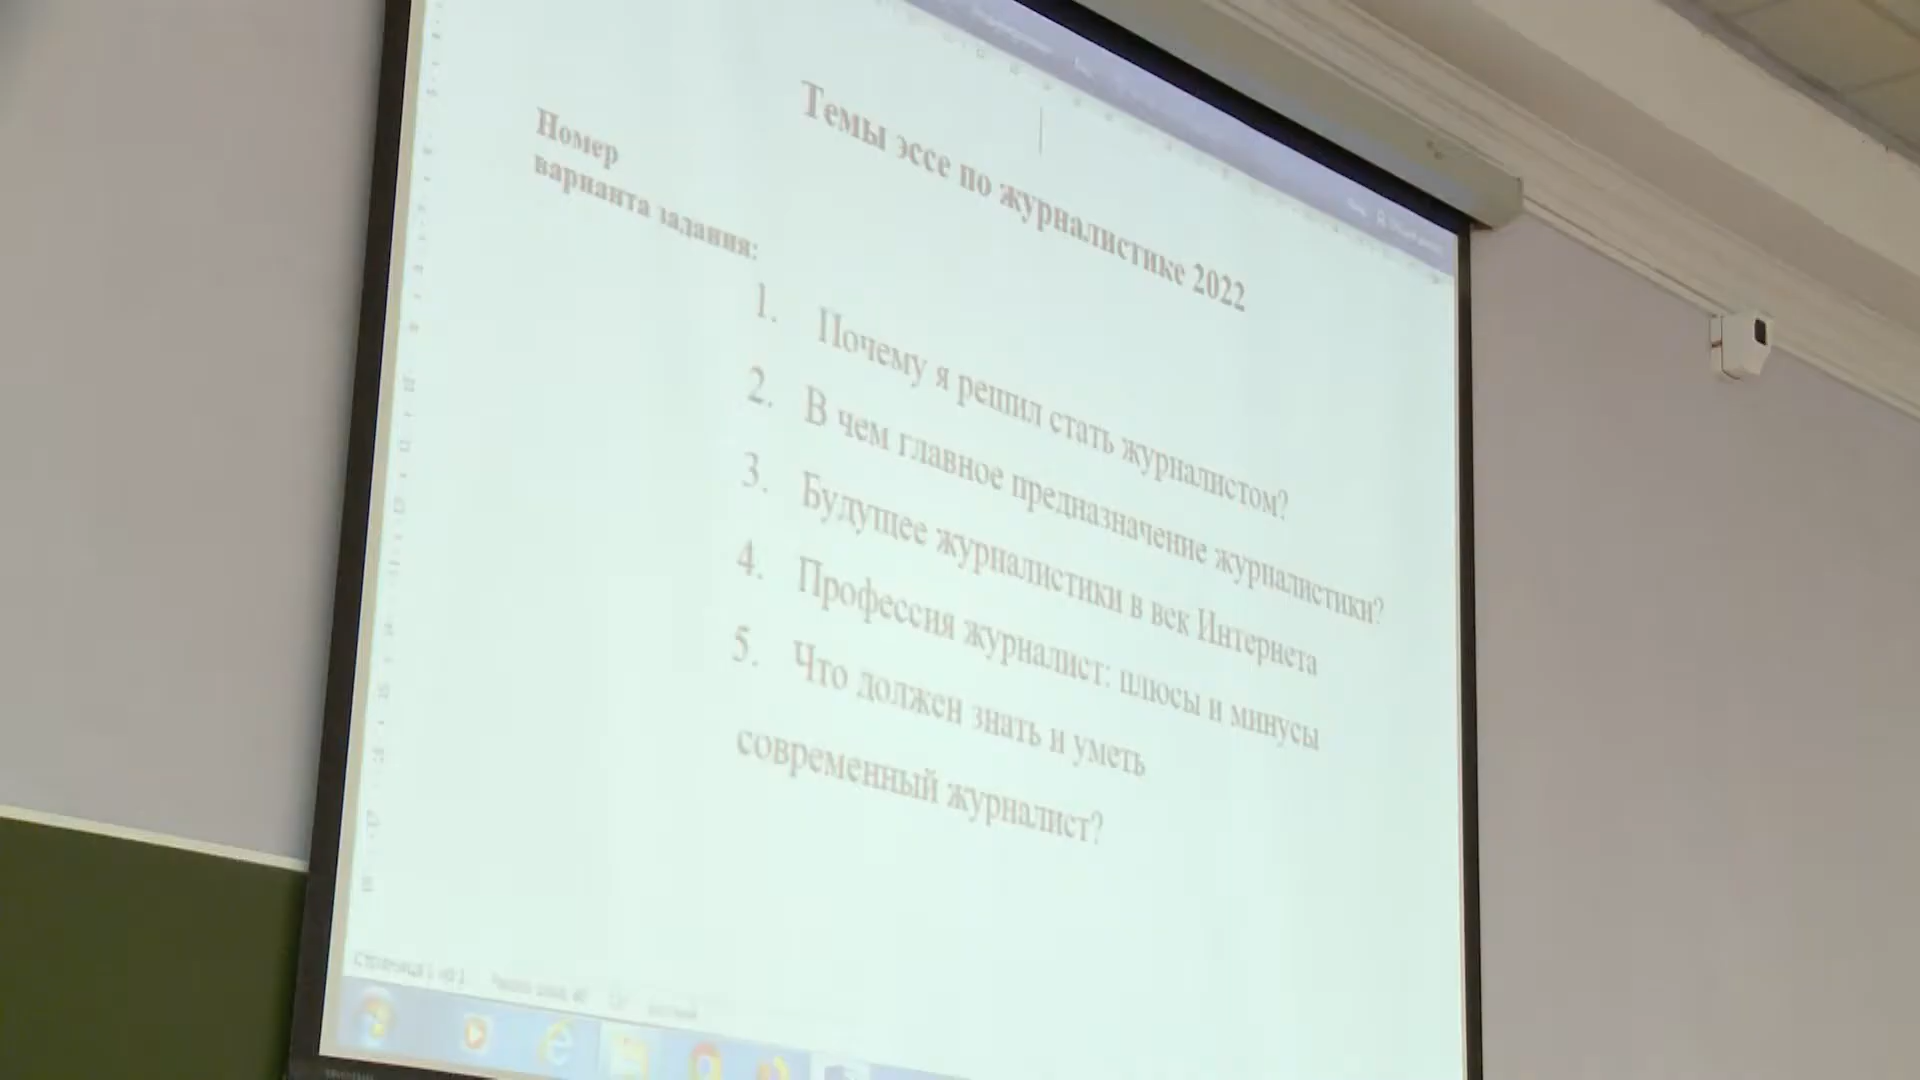 Темы эссе по журналистике 2022
Номер
варианта задания:
1. Почему я решил стать журналистом?
2. В чем главное предназначение журналистики?
3. Будущее журналистики в век Интернета
4. Профессия журналист: плюсы и минусы
5. Что должен знать и уметь
современный журналист?